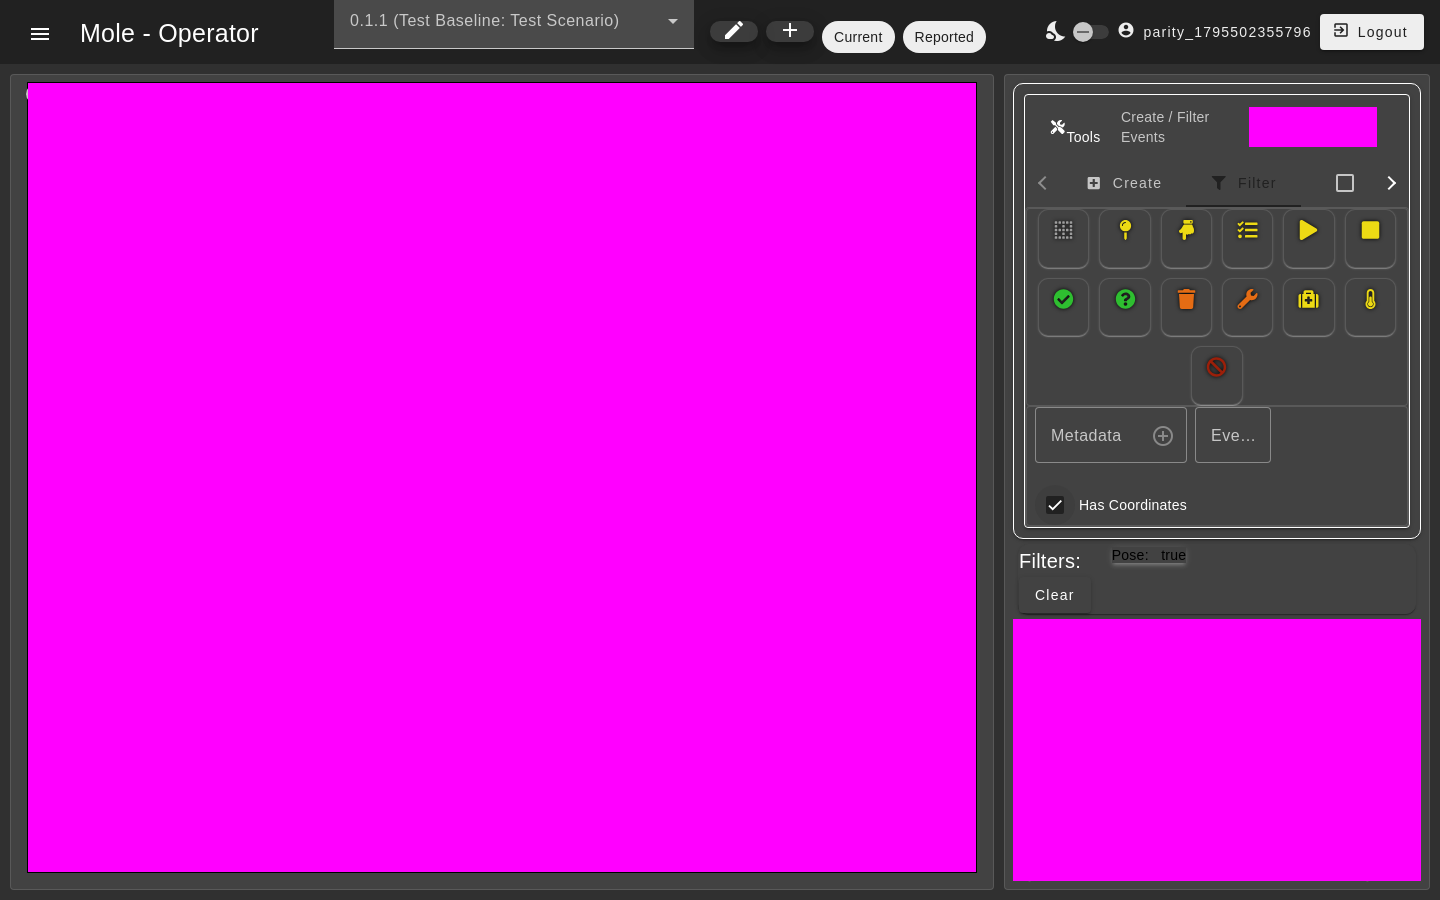 Mole - Operator
0.1.1 (Test Baseline: Test Scenario)
Current
Reported
parity_1795502355796
Logout
Tools
Create / Filter
Events
Create
Filter
Metadata
Eve...
Has Coordinates
Filters:
Pose: true
Clear